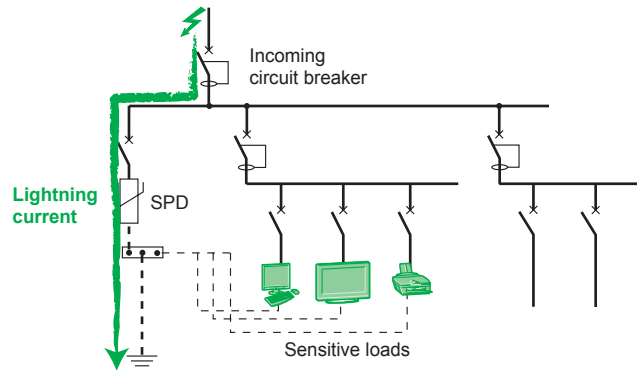 Incoming
circuit breaker
Lightning
current
SPD
Sensitive loads